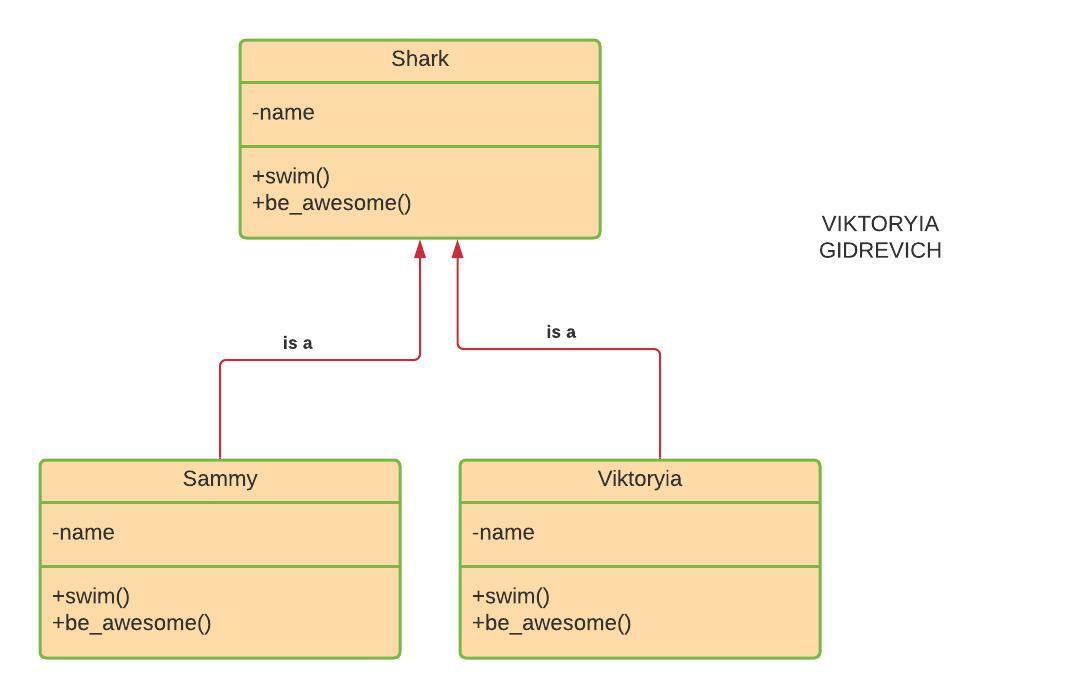 Shark
-name
+swim()
+be_awesome()
VIKTORYIA
GIDREVICH
is a
is a
Sammy
-name
+swim()
+be_awesome()
Viktoryia
-name
+swim()
+be_awesome()